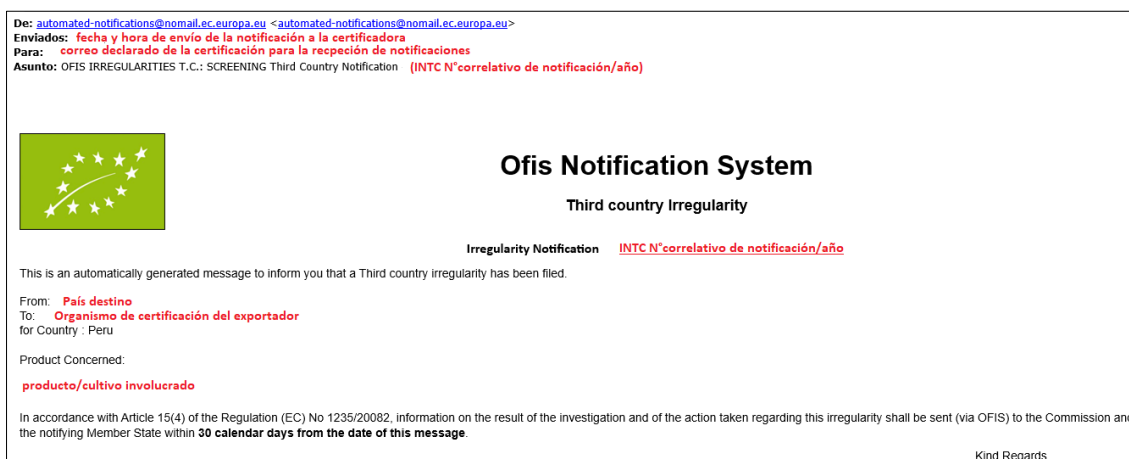 De: automated-notifications@nomail.ec.europa.eu <automated-notifications@nomail.ec.europa.eu>
Enviados: fecha y hora de envío de la notificación a la certificadora
Para: correo declarado de la certificación para la recpeción de notificaciones
Asunto: OFIS IRREGULARITIES T.C.: SCREENING Third Country Notification (INTC N°correlativo de notificación/año)
Ofis Notification System
Third country Irregularity
Irregularity Notification INTC N°correlativo de notificación/año
This is an automatically generated message to inform you that a Third country irregularity has been filed.
From: País destino
To: Organismo de certificación del exportador
for Country : Peru
Product Concerned:
producto/cultivo involucrado
In accordance with Article 15(4) of the Regulation (EC) No 1235/20082, information on the result of the investigation and of the action taken regarding this irregularity shall be sent (via OFIS) to the Commission and
the notifying Member State within 30 calendar days from the date of this message.
Kind Regards